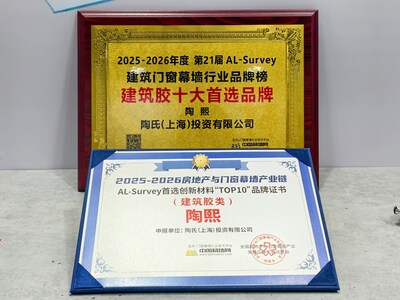 2025-2026年度 第21届 AL-Survey
建筑门窗幕墙行业品牌榜
建筑胶十大首选品牌
陶熙
陶氏(上海)投资有限公司
2025-2026房地产与门窗幕墙产业链
AL-Survey首选创新材料“TOP10”品牌证书
(建筑胶类)
陶熙
申报单位: 陶氏(上海)投资有限公司